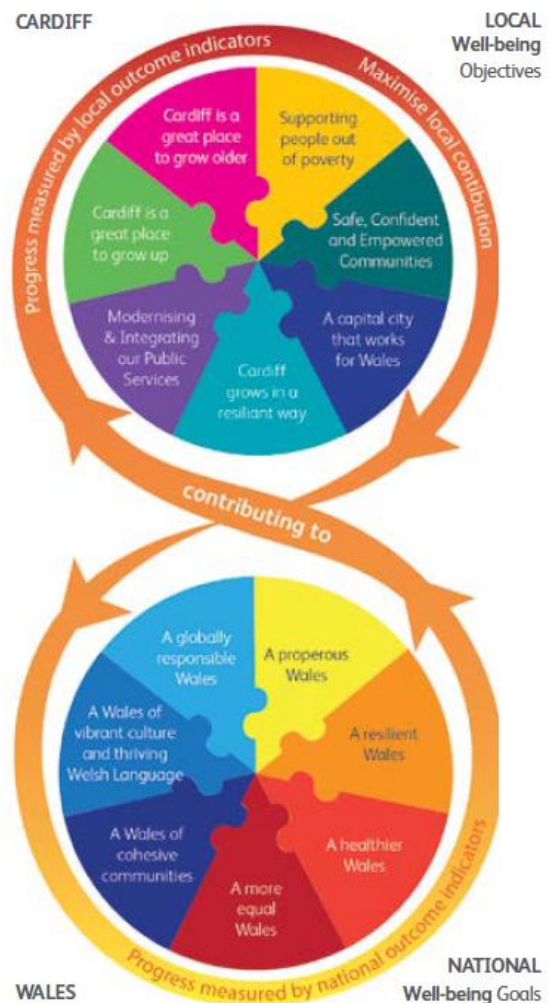 CARDIFF
LOCAL
Well-being
Objectives
Progress measured by local outcome indicators
Maximise local contibution
Cardiff is a
great place
to grow older
Supporting
people out
of poverty
Safe, Confident
and Empowered
Communities
A capital city
that works
for Wales
Cardiff
grows in a
resiliant way
Modernising
& Integrating
our Public
Services
Cardiff is a
great place
to grow up
contributing to
A globally
responsible
Wales
A properous
Wales
A resilient
Wales
A healthier
Wales
A more
equal
Wales
A Wales of
cohesive
communities
A Wales of
vibrant culture
and thriving
Welsh Language
Progress measured by national outcome indicators
WALES
NATIONAL
Well-being Goals